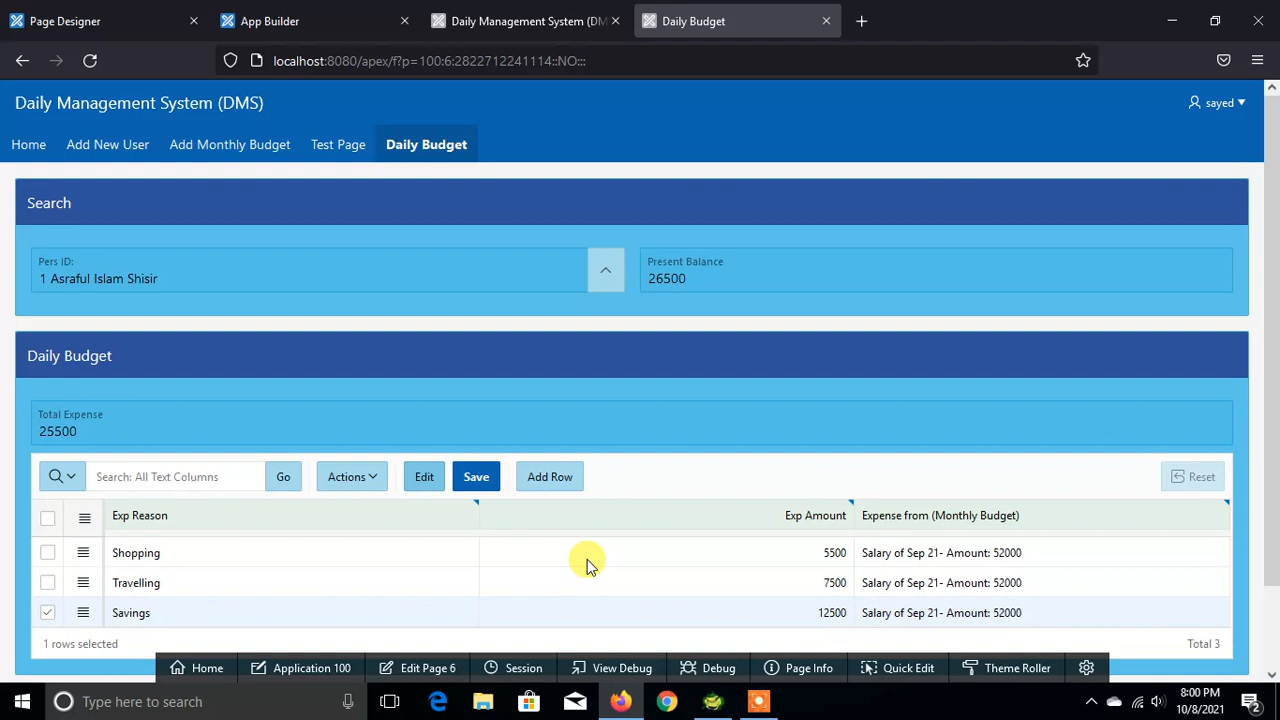 Page Designer
App Builder
Daily Management System (DM
Daily Budget
localhost:8080/apex/f?p=100:6:2822712241114::NO:::
Daily Management System (DMS)
sayed
Home
Add New User
Add Monthly Budget
Test Page
Daily Budget
Search
Pers ID:
1 Asraful Islam Shisir
Present Balance
26500
Daily Budget
Total Expense
25500
Search: All Text Columns
Go
Actions
Edit
Save
Add Row
Reset
Exp Reason
Exp Amount
Expense from (Monthly Budget)
Shopping
5500
Salary of Sep 21- Amount: 52000
Travelling
7500
Salary of Sep 21- Amount: 52000
Savings
12500
Salary of Sep 21- Amount: 52000
1 rows selected
Total 3
Home
Application 100
Edit Page 6
Session
View Debug
Debug
Page Info
Quick Edit
Theme Roller
Type here to search
8:00 PM
10/8/2021
2